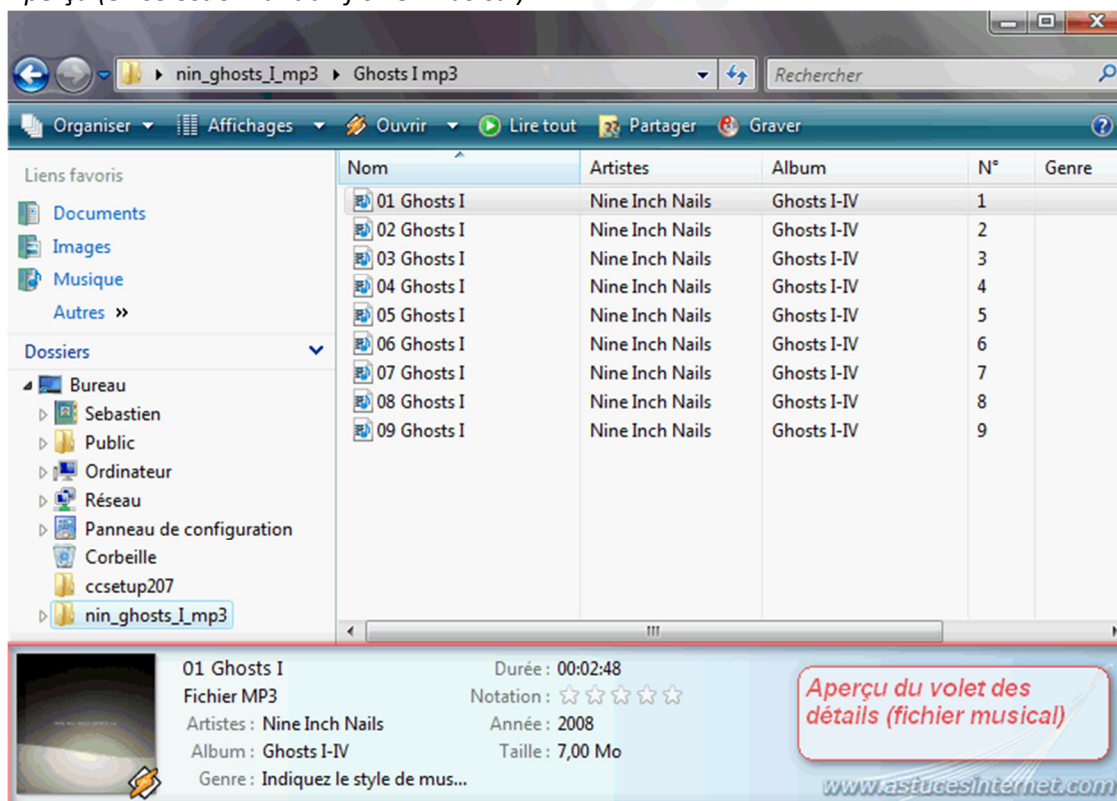 nin_ghosts_I_mp3 Ghosts I mp3 Rechercher
Organiser Affichages Ouvrir Lire tout Partager Graver
Liens favoris
Documents
Images
Musique
Autres »
Dossiers
Bureau
Sebastien
Public
Ordinateur
Réseau
Panneau de configuration
Corbeille
ccsetup207
nin_ghosts_I_mp3
Nom Artistes Album N° Genre
01 Ghosts I Nine Inch Nails Ghosts I-IV 1
02 Ghosts I Nine Inch Nails Ghosts I-IV 2
03 Ghosts I Nine Inch Nails Ghosts I-IV 3
04 Ghosts I Nine Inch Nails Ghosts I-IV 4
05 Ghosts I Nine Inch Nails Ghosts I-IV 5
06 Ghosts I Nine Inch Nails Ghosts I-IV 6
07 Ghosts I Nine Inch Nails Ghosts I-IV 7
08 Ghosts I Nine Inch Nails Ghosts I-IV 8
09 Ghosts I Nine Inch Nails Ghosts I-IV 9
01 Ghosts I Durée : 00:02:48
Fichier MP3 Notation :
Artistes : Nine Inch Nails Année : 2008
Album : Ghosts I-IV Taille : 7,00 Mo
Genre : Indiquez le style de mus...
Aperçu du volet des
détails (fichier musical)
www.astucesinternet.com